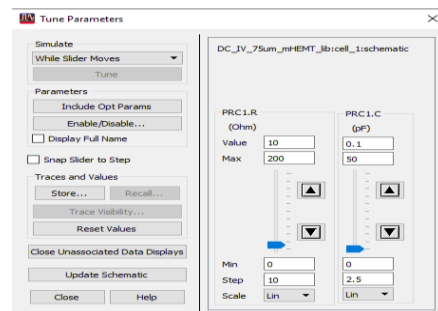 Tune Parameters
Simulate
While Slider Moves
Tune
Parameters
Include Opt Params
Enable/Disable...
Display Full Name
Snap Slider to Step
Traces and Values
Store... Recall...
Trace Visibility...
Reset Values
Close Unassociated Data Displays
Update Schematic
Close Help
DC_IV_75um_mHEMT_lib:cell_1:schematic
PRC1.R PRC1.C
(Ohm) (pF)
Value 10 0.1
Max 200 50
Min 0 0
Step 10 2.5
Scale Lin Lin